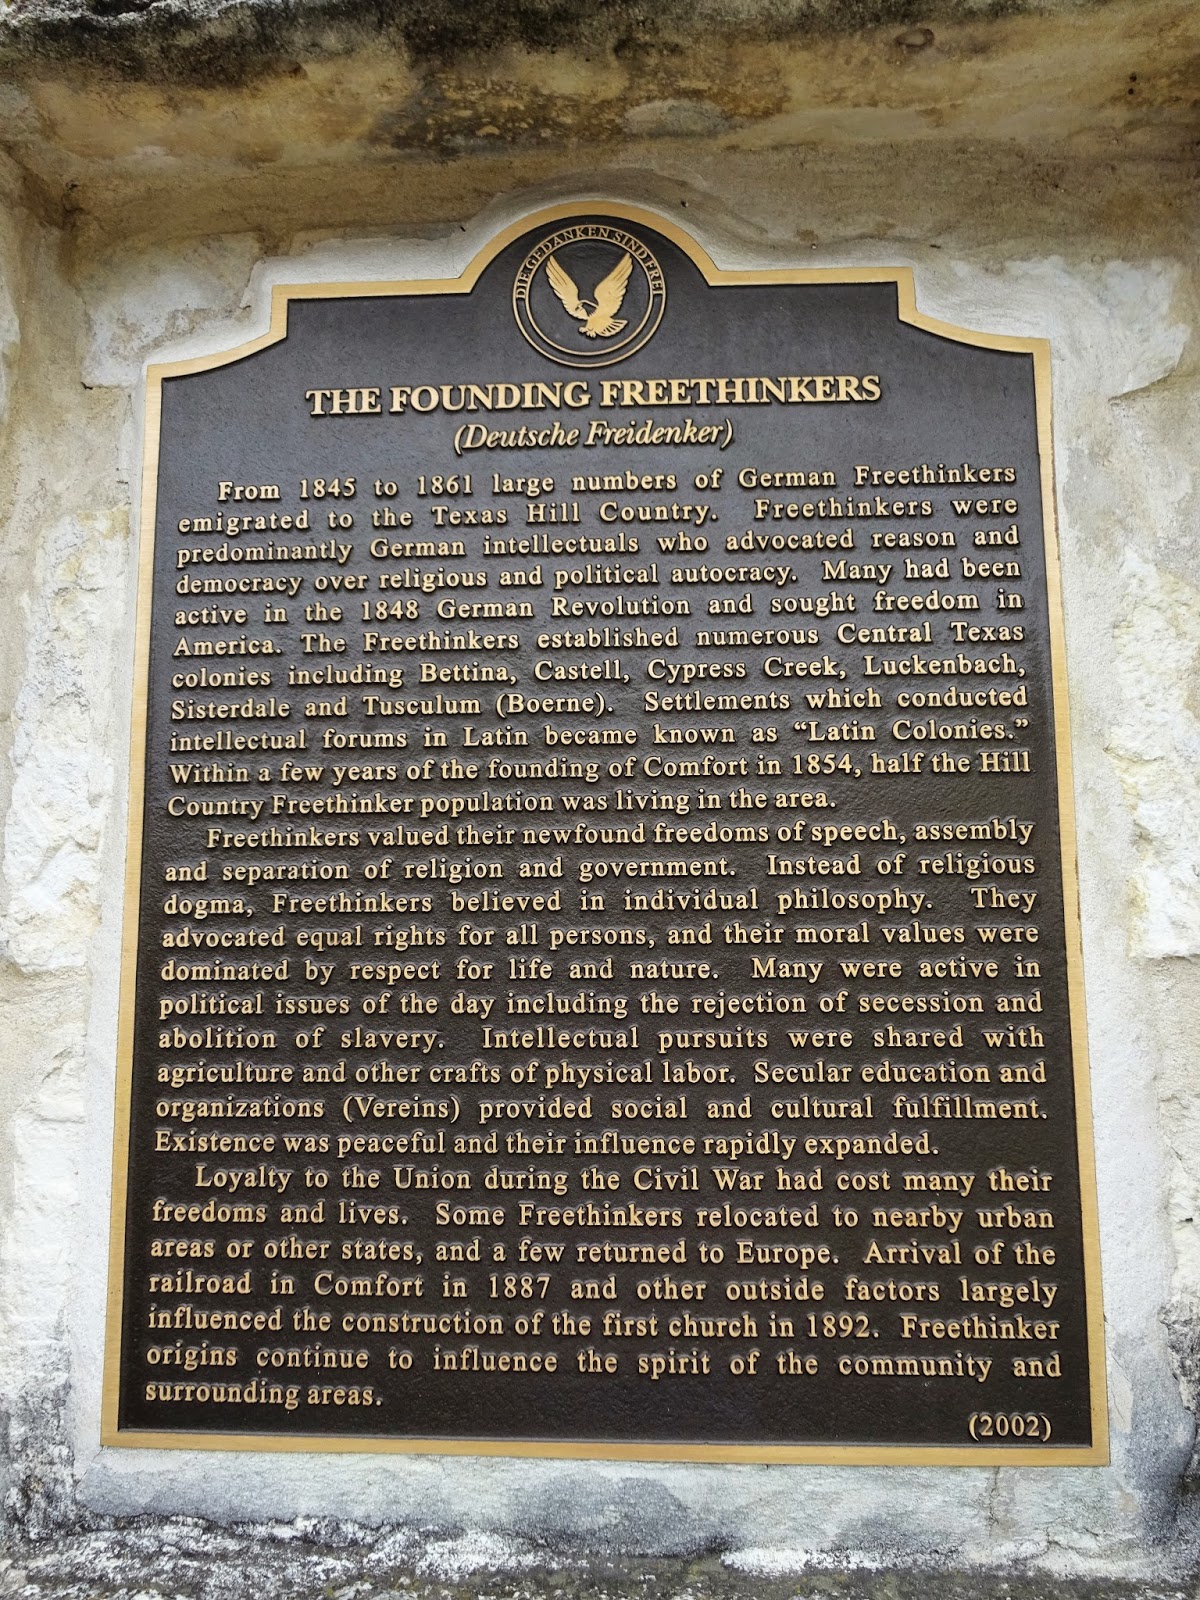 DIE GEDANKEN SIND FREI
THE FOUNDING FREETHINKERS
(Deutsche Freidenker)
From 1845 to 1861 large numbers of German Freethinkers
emigrated to the Texas Hill Country. Freethinkers were
predominantly German intellectuals who advocated reason and
democracy over religious and political autocracy. Many had been
active in the 1848 German Revolution and sought freedom in
America. The Freethinkers established numerous Central Texas
colonies including Bettina, Castell, Cypress Creek, Luckenbach,
Sisterdale and Tusculum (Boerne). Settlements which conducted
intellectual forums in Latin became known as “Latin Colonies.”
Within a few years of the founding of Comfort in 1854, half the Hill
Country Freethinker population was living in the area.
Freethinkers valued their newfound freedoms of speech, assembly
and separation of religion and government. Instead of religious
dogma, Freethinkers believed in individual philosophy. They
advocated equal rights for all persons, and their moral values were
dominated by respect for life and nature. Many were active in
political issues of the day including the rejection of secession and
abolition of slavery. Intellectual pursuits were shared with
agriculture and other crafts of physical labor. Secular education and
organizations (Vereins) provided social and cultural fulfillment.
Existence was peaceful and their influence rapidly expanded.
Loyalty to the Union during the Civil War had cost many their
freedoms and lives. Some Freethinkers relocated to nearby urban
areas or other states, and a few returned to Europe. Arrival of the
railroad in Comfort in 1887 and other outside factors largely
influenced the construction of the first church in 1892. Freethinker
origins continue to influence the spirit of the community and
surrounding areas.
(2002)